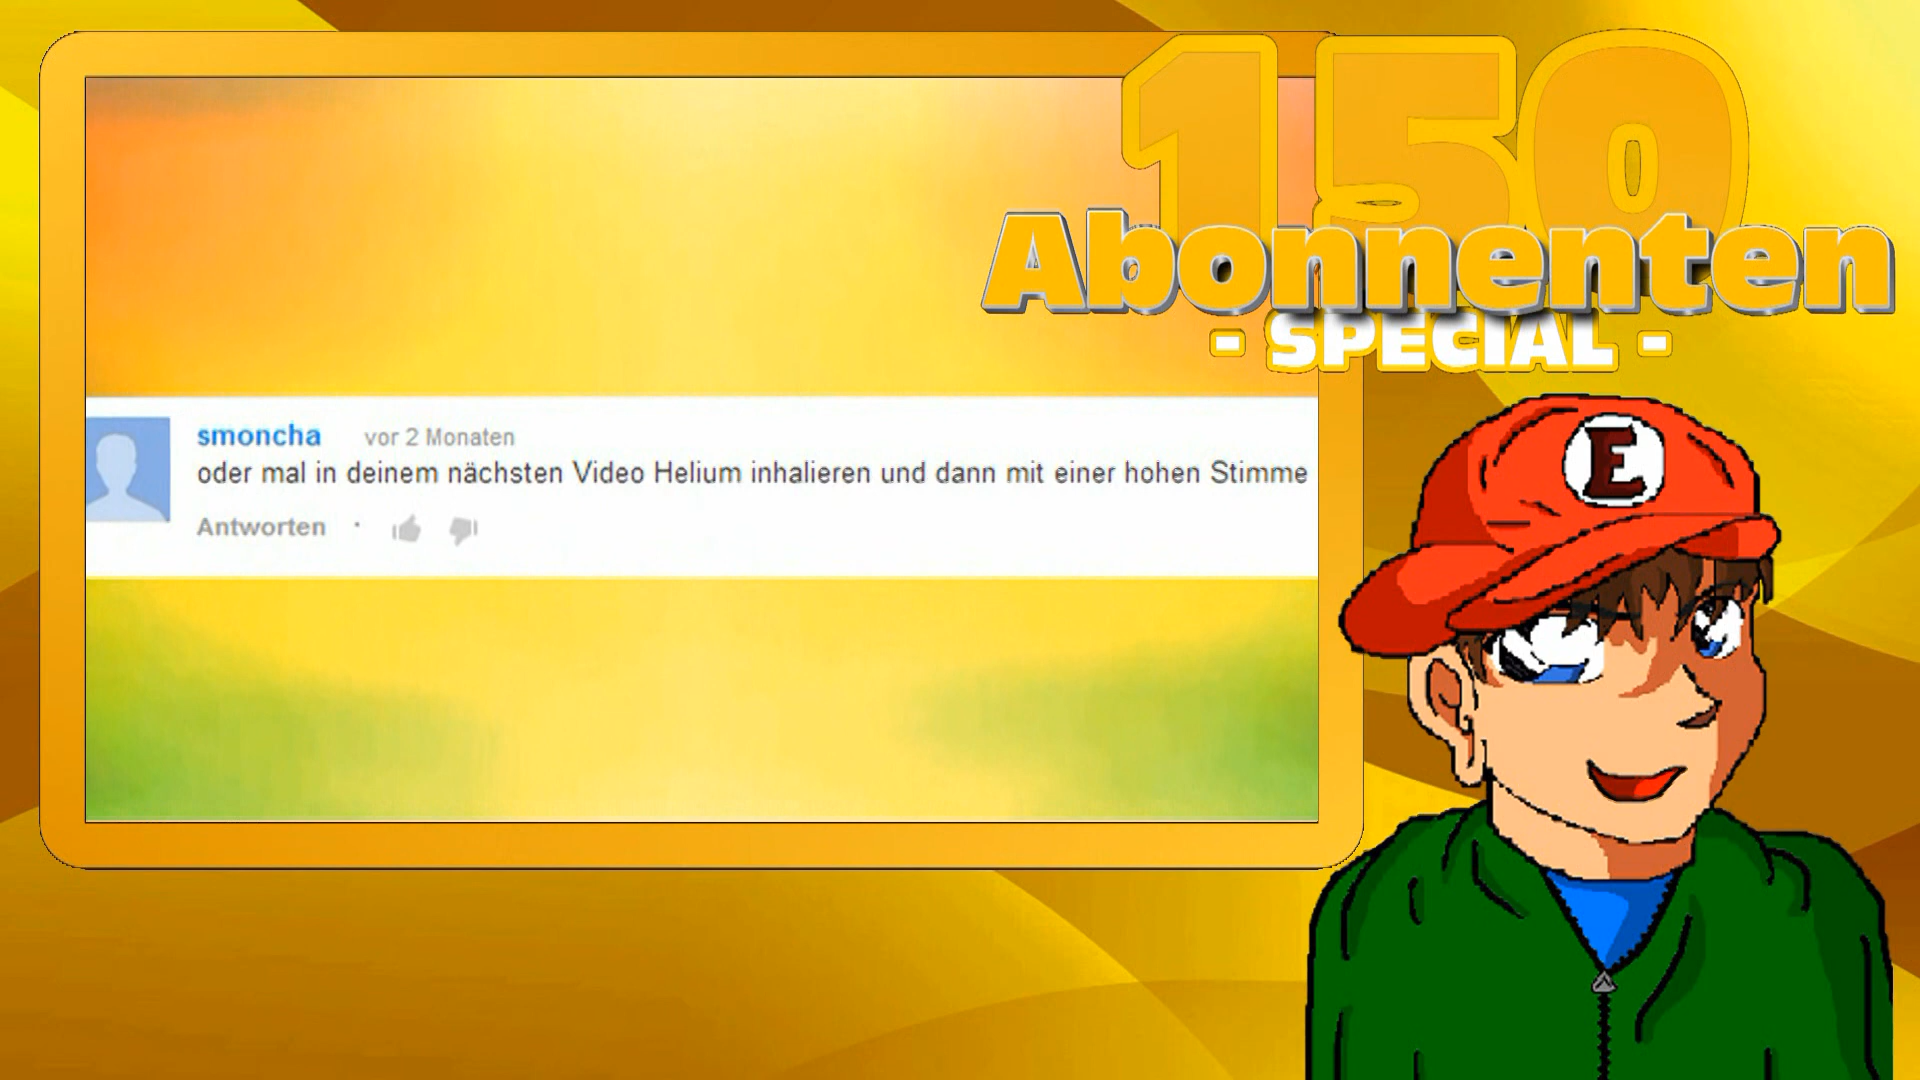 150
Abonnenten
- SPECIAL -
smoncha vor 2 Monaten
oder mal in deinem nächsten Video Helium inhalieren und dann mit einer hohen Stimme
Antworten ·
E